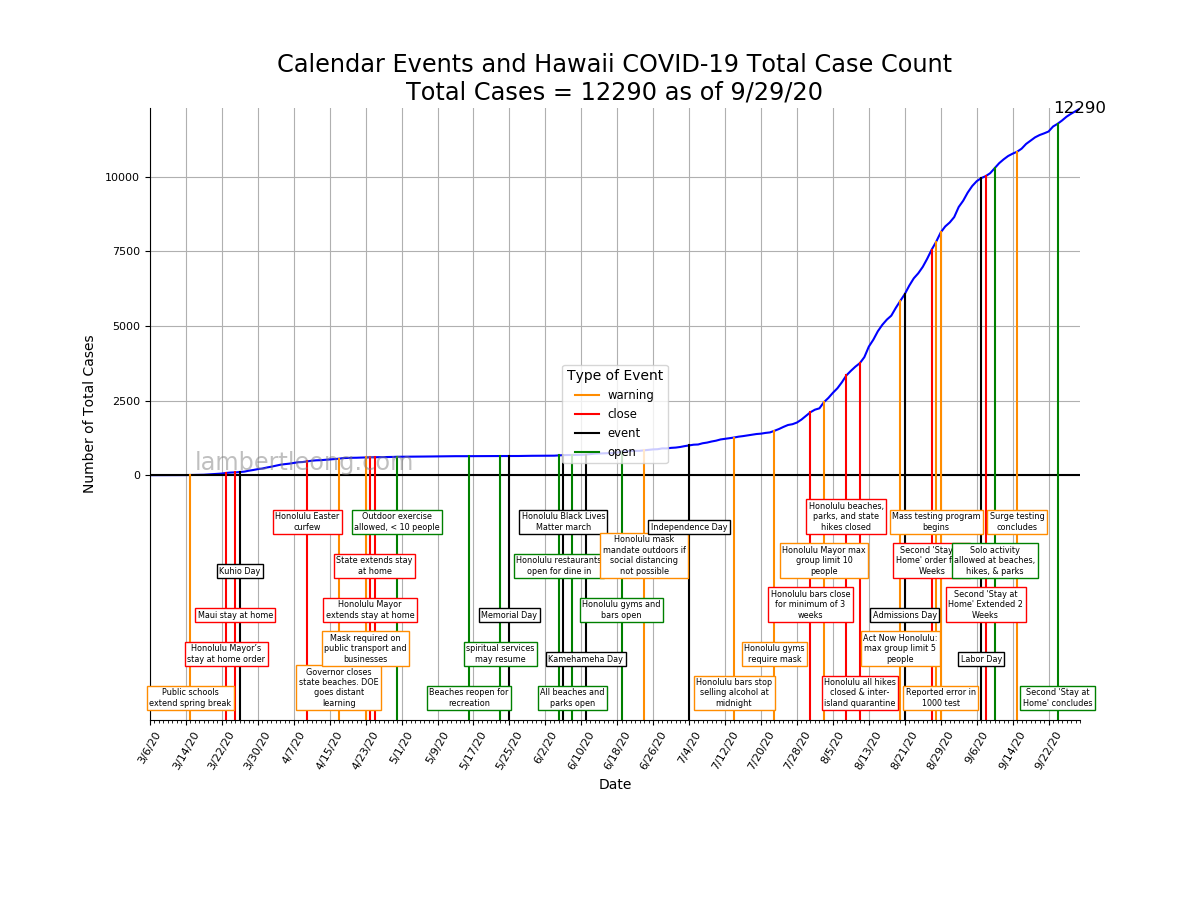 Calendar Events and Hawaii COVID-19 Total Case Count
Total Cases = 12290 as of 9/29/20
12290
10000
7500
5000
2500
0
Number of Total Cases
Type of Event
warning
close
event
open
lambertleong.com
Honolulu Easter
curfew
Outdoor exercise
allowed, < 10 people
Honolulu Black Lives
Matter march
Independence Day
Honolulu beaches,
parks, and state
hikes closed
Mass testing program
begins
Surge testing
concludes
Kuhio Day
State extends stay
at home
Honolulu restaurants
open for dine in
Honolulu mask
mandate outdoors if
social distancing
not possible
Honolulu Mayor max
group limit 10
people
Second 'Stay
Home' order
Weeks
Solo activity
allowed at beaches,
hikes, & parks
Maui stay at home
Honolulu Mayor
extends stay at home
Memorial Day
Honolulu gyms and
bars open
Honolulu bars close
for minimum of 3
weeks
Admissions Day
Second 'Stay at
Home' Extended 2
Weeks
Honolulu Mayor's
stay at home order
Mask required on
public transport and
businesses
spiritual services
may resume
Kamehameha Day
Honolulu gyms
require mask
Act Now Honolulu:
max group limit 5
people
Labor Day
Public schools
extend spring break
Governor closes
state beaches. DOE
goes distant
learning
Beaches reopen for
recreation
All beaches and
parks open
Honolulu bars stop
selling alcohol at
midnight
Honolulu all hikes
closed & inter-
island quarantine
Reported error in
1000 test
Second 'Stay at
Home' concludes
3/6/20
3/14/20
3/22/20
3/30/20
4/7/20
4/15/20
4/23/20
5/1/20
5/9/20
5/17/20
5/25/20
6/2/20
6/10/20
6/18/20
6/26/20
7/4/20
7/12/20
7/20/20
7/28/20
8/5/20
8/13/20
8/21/20
8/29/20
9/6/20
9/14/20
9/22/20
Date